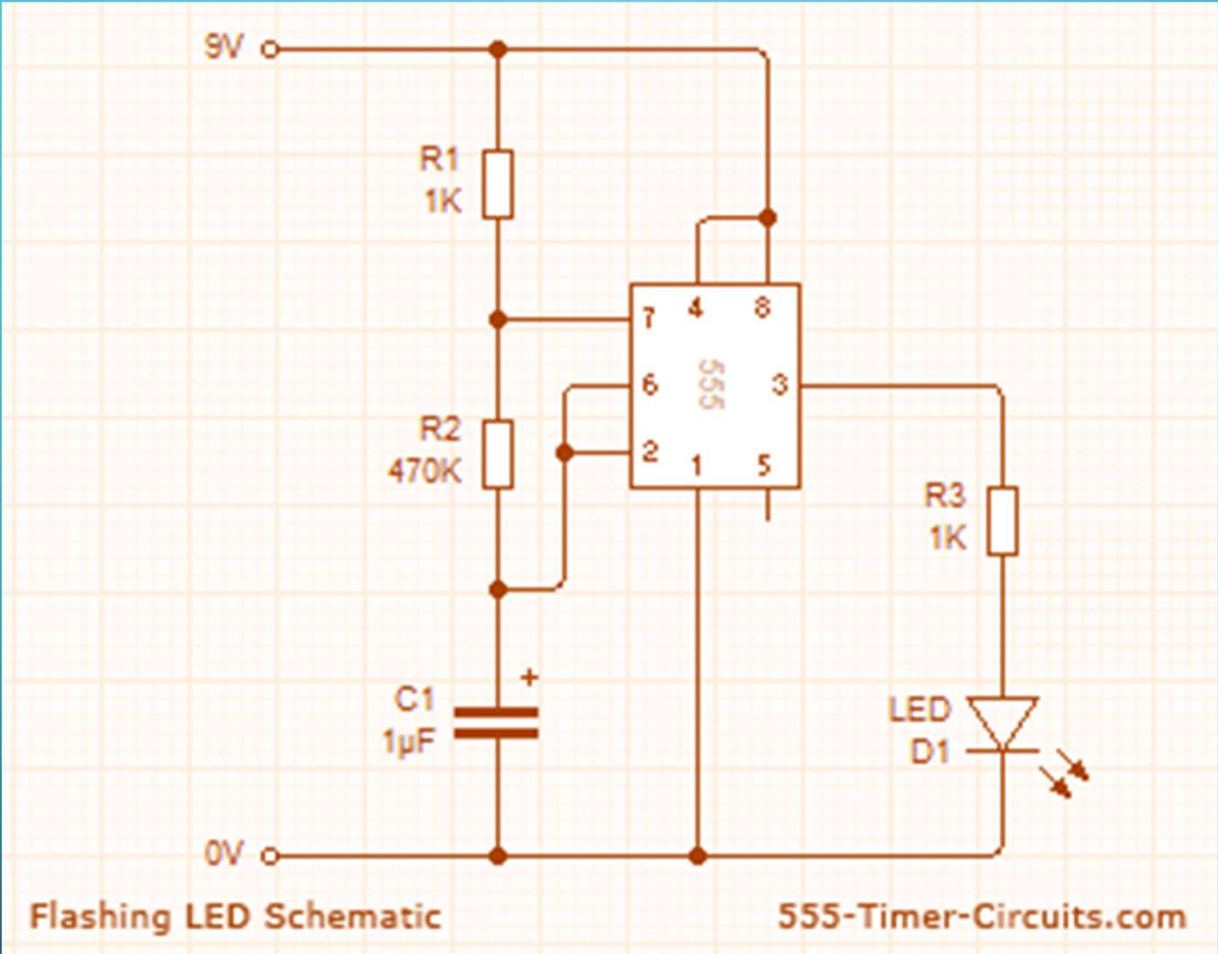 9V
R1
1K
4 8
7
6
555
3
R2
470K
2
1 5
R3
1K
+
C1
1µF
LED
D1
0V
Flashing LED Schematic
555-Timer-Circuits.com